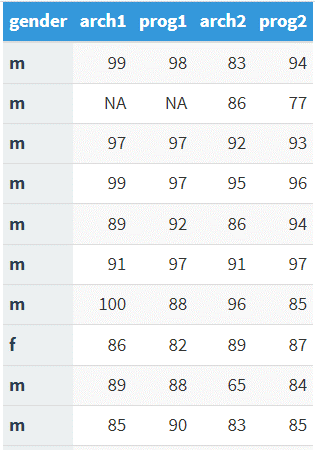 gender arch1 prog1 arch2 prog2
m 99 98 83 94
m NA NA 86 77
m 97 97 92 93
m 99 97 95 96
m 89 92 86 94
m 91 97 91 97
m 100 88 96 85
f 86 82 89 87
m 89 88 65 84
m 85 90 83 85